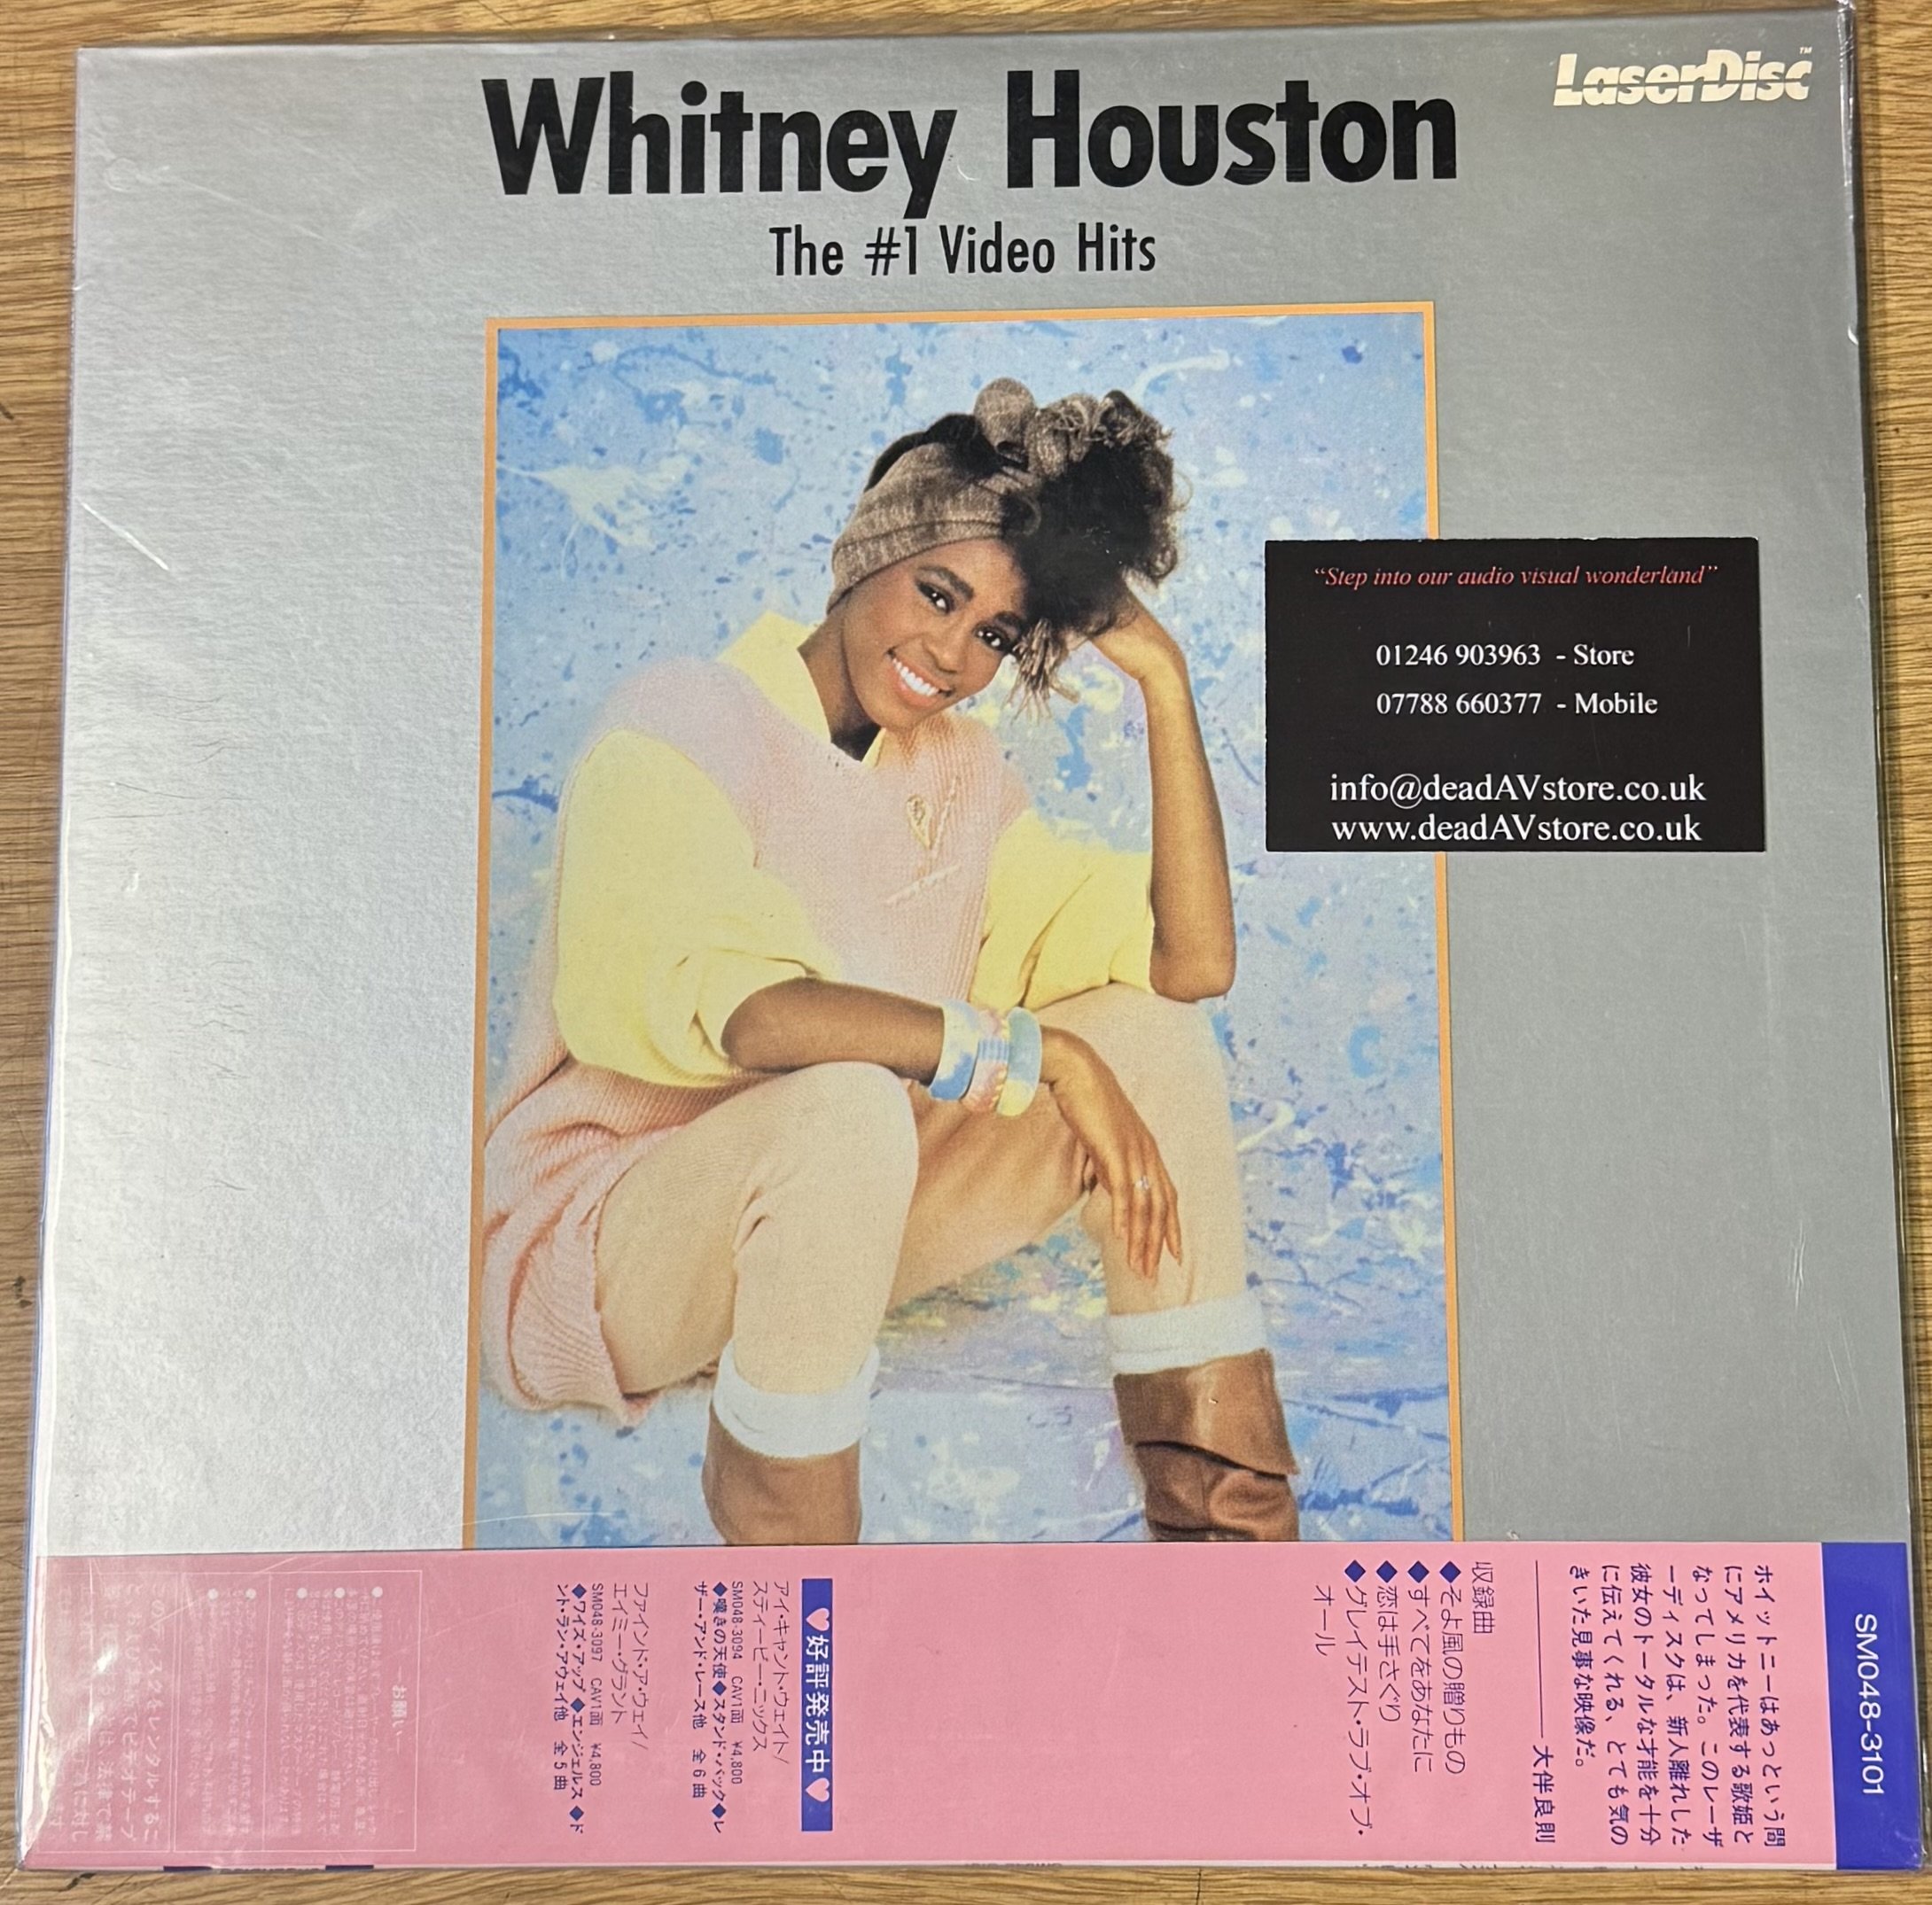 Whitney Houston
LaserDisc™
The #1 Video Hits
“Step into our audio visual wonderland”
01246 903963 - Store
07788 660377 - Mobile
info@deadAVstore.co.uk
www.deadAVstore.co.uk
SM048-3101
ホイットニーはあっという間
にアメリカを代表する歌姫と
なってしまった。このレーザ
ーディスクは、新人離れした
彼女のトータルな才能を十分
に伝えてくれる、とても気の
きいた見事な映像だ。
大伴良則
収録曲
◆そよ風の贈りもの
◆すべてをあなたに
◆恋は手さぐり
◆グレイテスト・ラブ・オブ・
オール
♡好評発売中♡
アイ・キャント・ウェイト/
スティービー・ニックス
SM048-3094 CAV1面 ¥4,800
◆嘆きの天使◆スタンド・バック◆レ
ザー・アンド・レース他 全6曲
ファインド・ア・ウェイ/
エイミー・グラント
SM048-3097 CAV1面 ¥4,800
◆ワイズ・アップ◆エンジェルス◆ド
ント・ラン・アウェイ他 全5曲
お願い